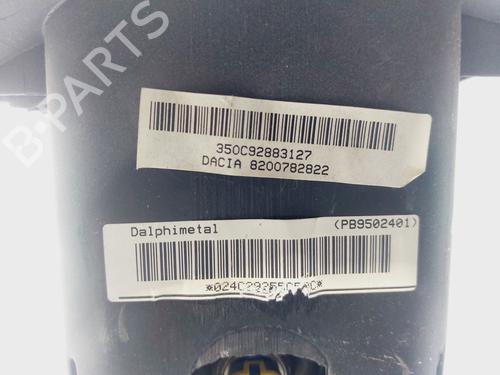 B-PARTS
350C92883127
DACIA 8200782822
Dalphimetal (PB9502401)